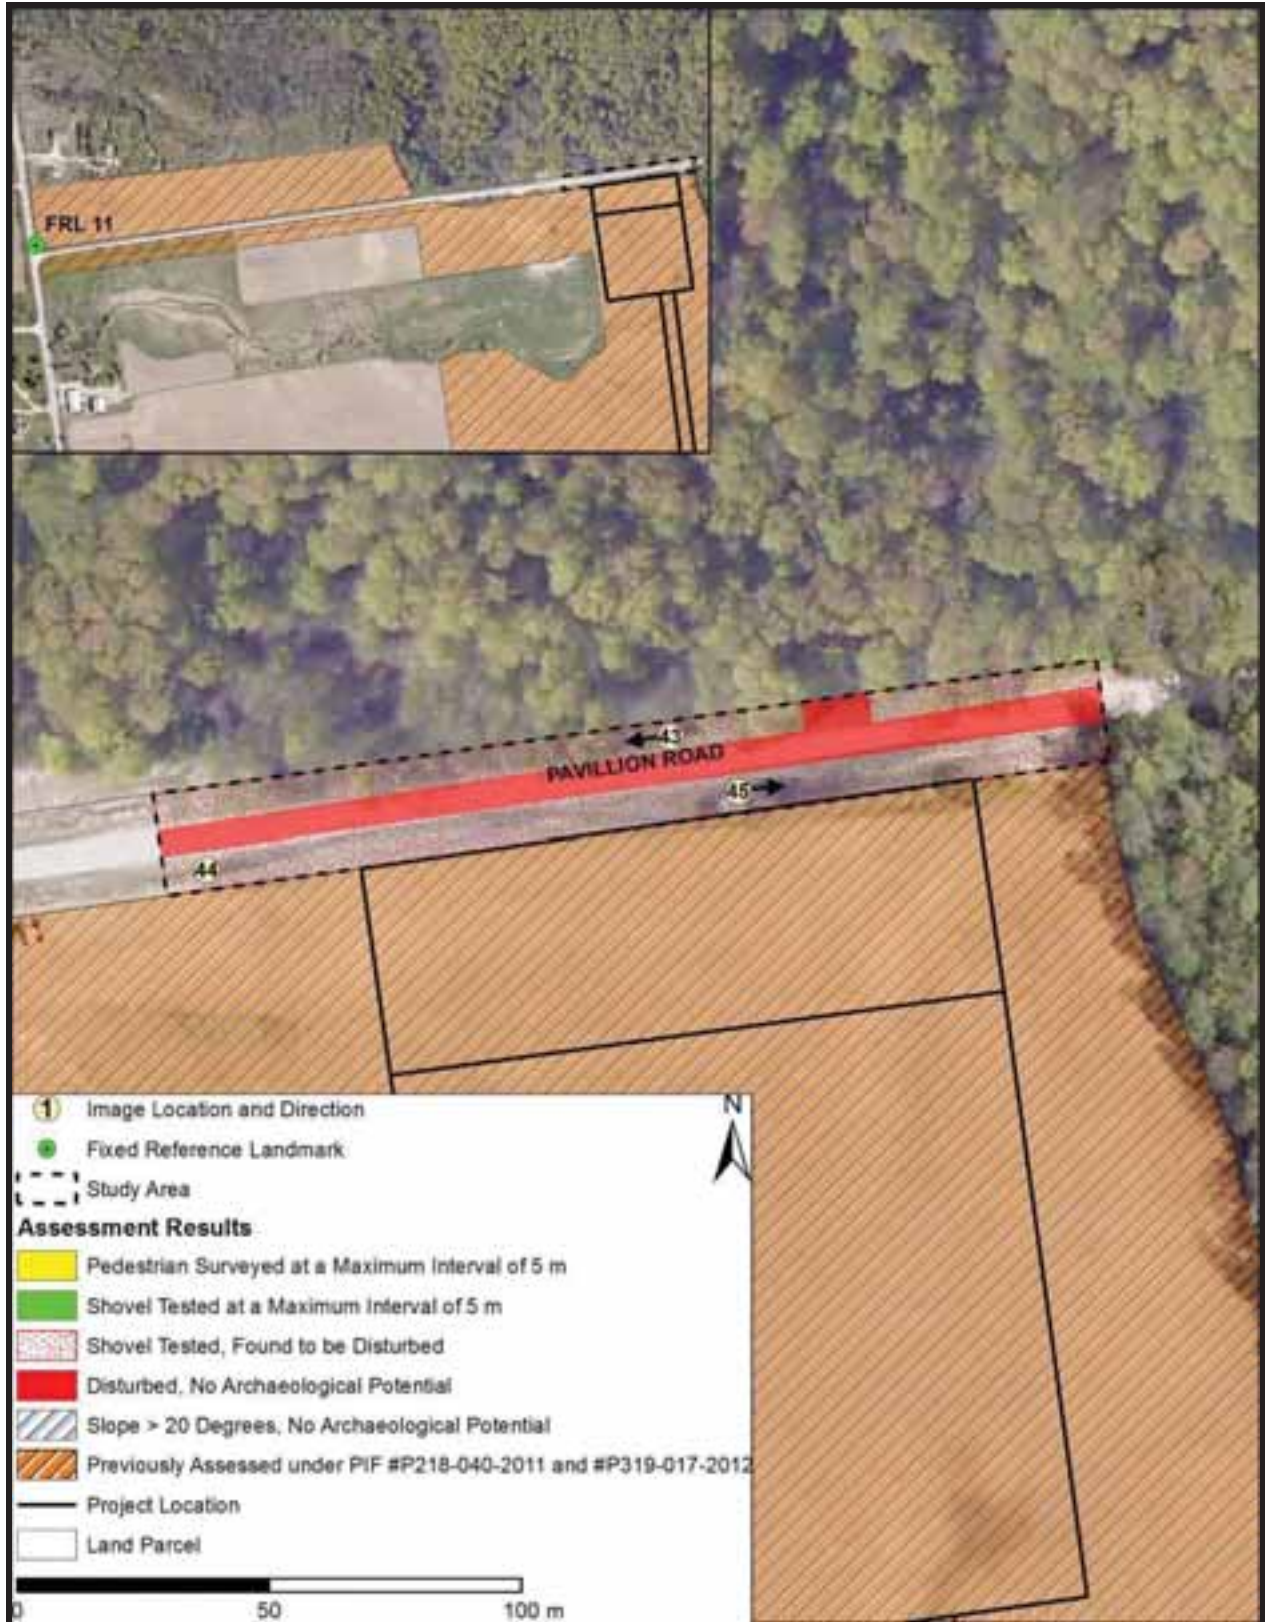 FRL 11
43
PAVILLION ROAD
45
44
1 Image Location and Direction
N
Fixed Reference Landmark
Study Area
Assessment Results
Pedestrian Surveyed at a Maximum Interval of 5 m
Shovel Tested at a Maximum Interval of 5 m
Shovel Tested, Found to be Disturbed
Disturbed, No Archaeological Potential
Slope > 20 Degrees, No Archaeological Potential
Previously Assessed under PIF #P218-040-2011 and #P319-017-2012
Project Location
Land Parcel
0 50 100 m